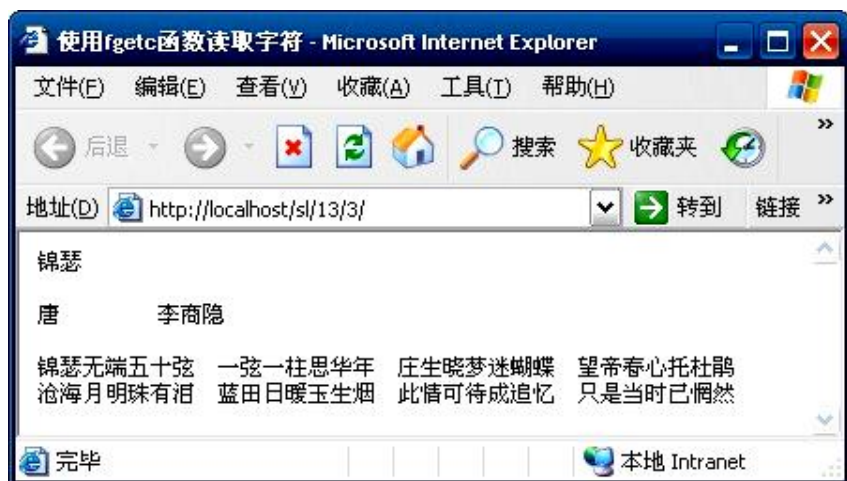 使用fgetc函数读取字符 - Microsoft Internet Explorer
文件(F) 编辑(E) 查看(V) 收藏(A) 工具(T) 帮助(H)
后退 搜索 收藏夹 »
地址(D) http://localhost/sl/13/3/ 转到 链接 »
锦瑟
唐 李商隐
锦瑟无端五十弦 一弦一柱思华年 庄生晓梦迷蝴蝶 望帝春心托杜鹃
沧海月明珠有泪 蓝田日暖玉生烟 此情可待成追忆 只是当时已惘然
完毕 本地 Intranet